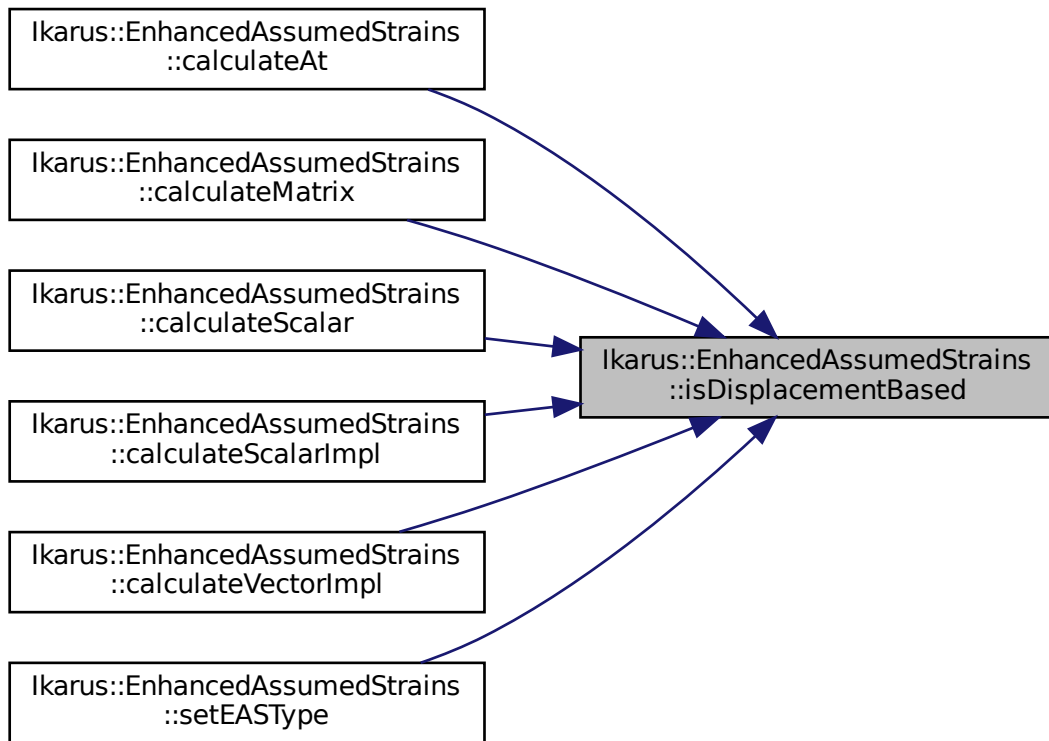 Ikarus::EnhancedAssumedStrains
::calculateAt
Ikarus::EnhancedAssumedStrains
::calculateMatrix
Ikarus::EnhancedAssumedStrains
::calculateScalar
Ikarus::EnhancedAssumedStrains
::isDisplacementBased
Ikarus::EnhancedAssumedStrains
::calculateScalarImpl
Ikarus::EnhancedAssumedStrains
::calculateVectorImpl
Ikarus::EnhancedAssumedStrains
::setEASType